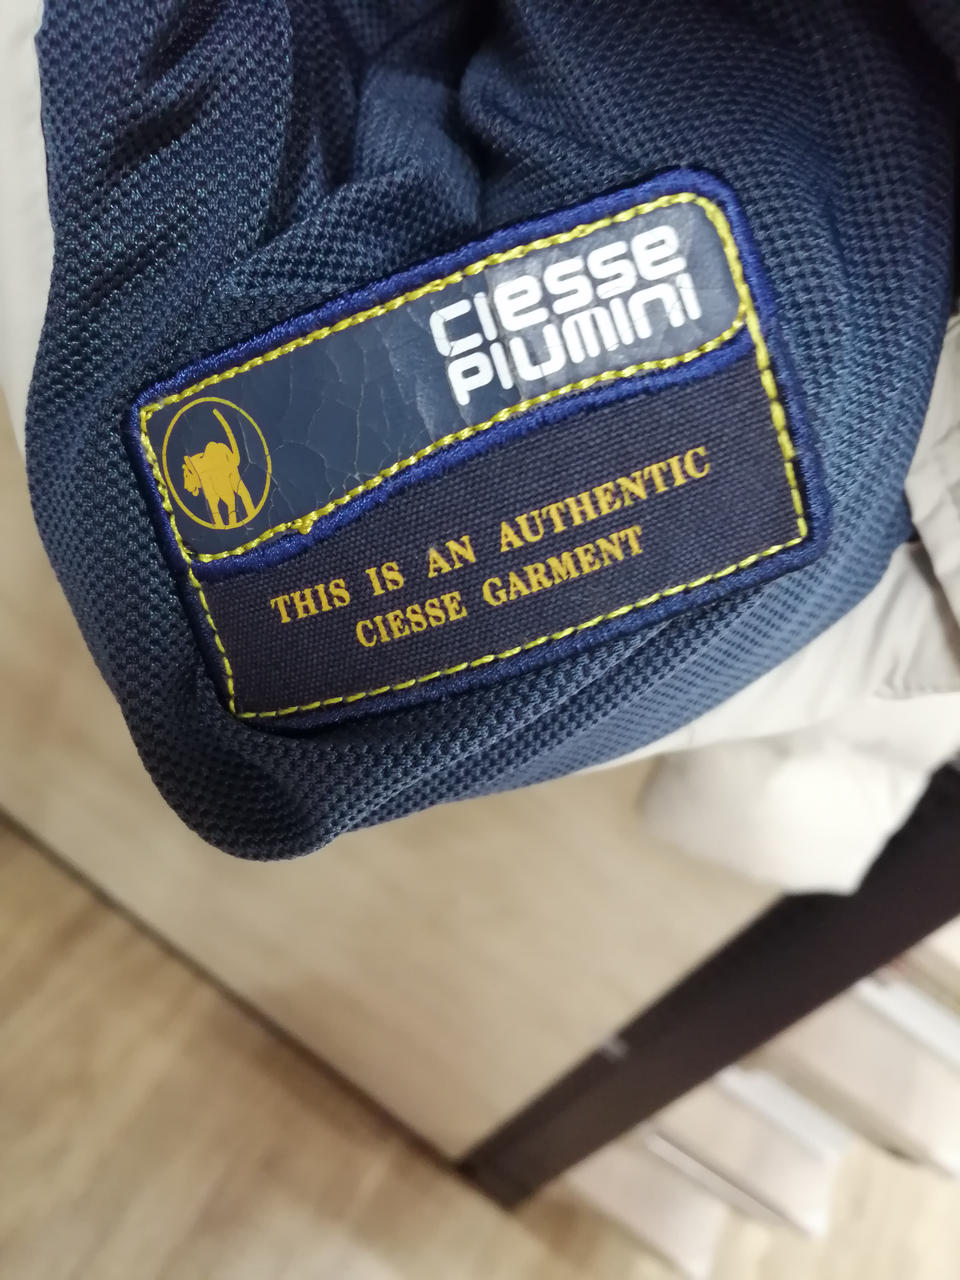 ciesse
piumini
THIS IS AN AUTHENTIC
CIESSE GARMENT